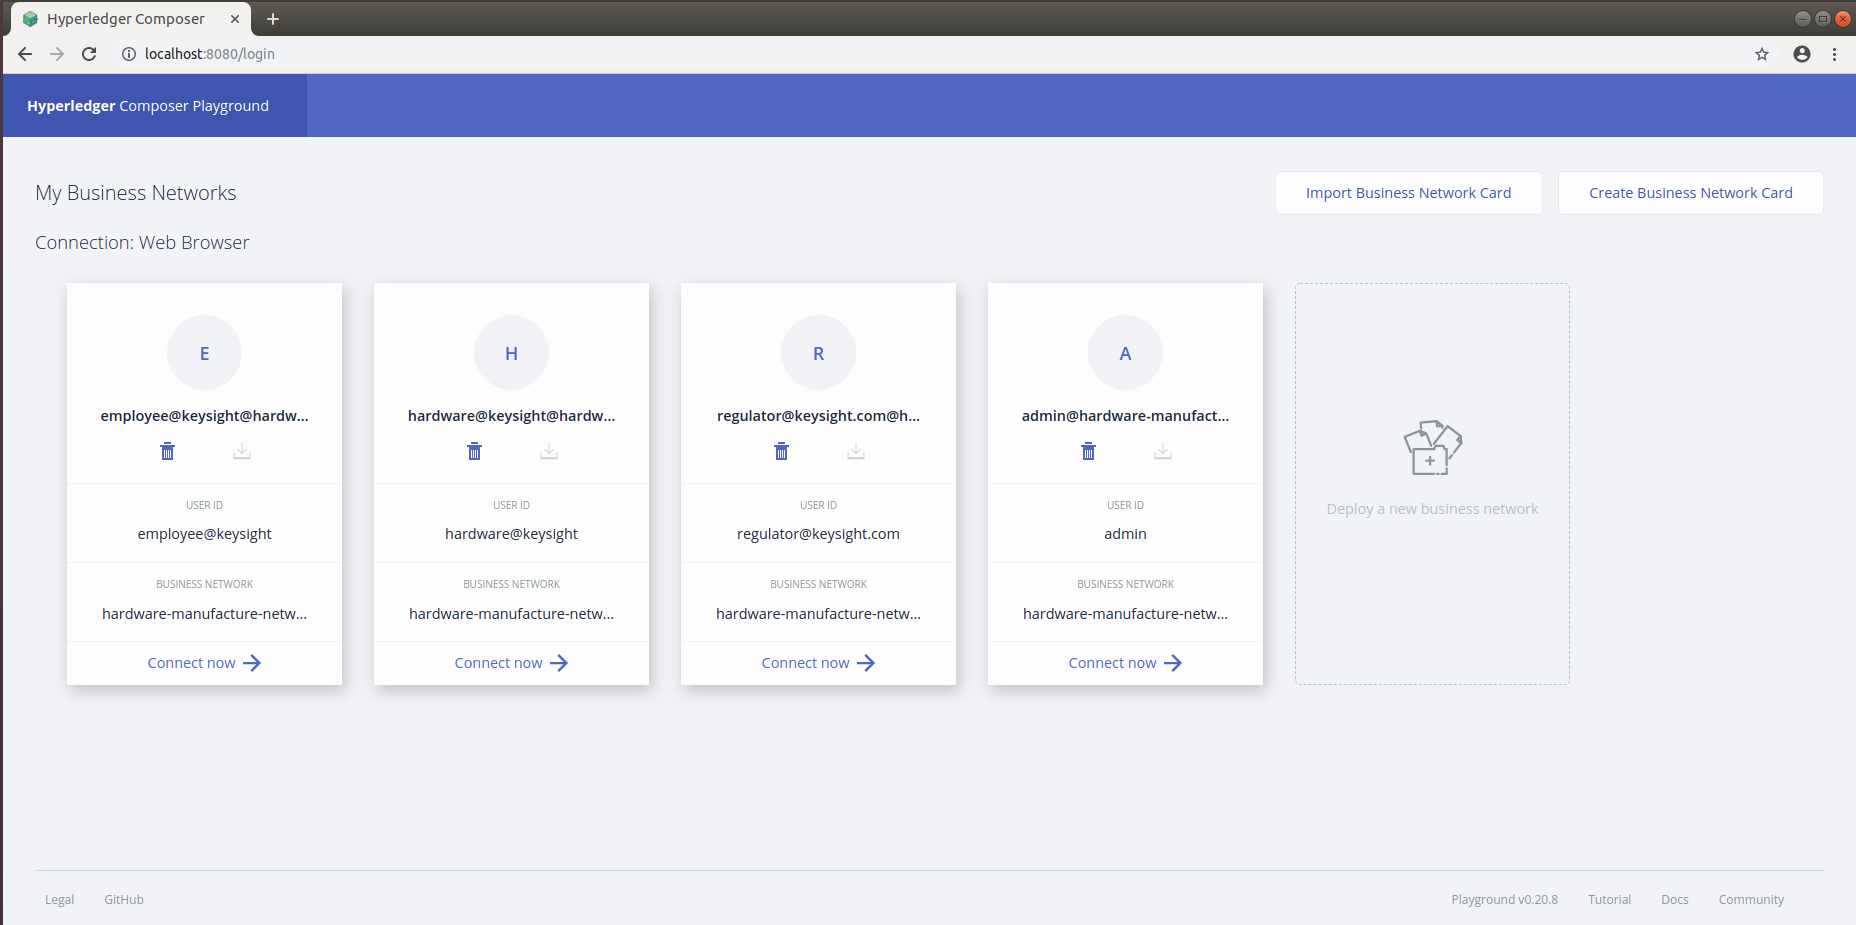 Hyperledger Composer
localhost:8080/login
Hyperledger Composer Playground
My Business Networks
Import Business Network Card
Create Business Network Card
Connection: Web Browser
E
employee@keysight@hardw...
USER ID
employee@keysight
BUSINESS NETWORK
hardware-manufacture-netw...
Connect now
H
hardware@keysight@hardw...
USER ID
hardware@keysight
BUSINESS NETWORK
hardware-manufacture-netw...
Connect now
R
regulator@keysight.com@h...
USER ID
regulator@keysight.com
BUSINESS NETWORK
hardware-manufacture-netw...
Connect now
A
admin@hardware-manufact...
USER ID
admin
BUSINESS NETWORK
hardware-manufacture-netw...
Connect now
Deploy a new business network
Legal
GitHub
Playground v0.20.8
Tutorial
Docs
Community